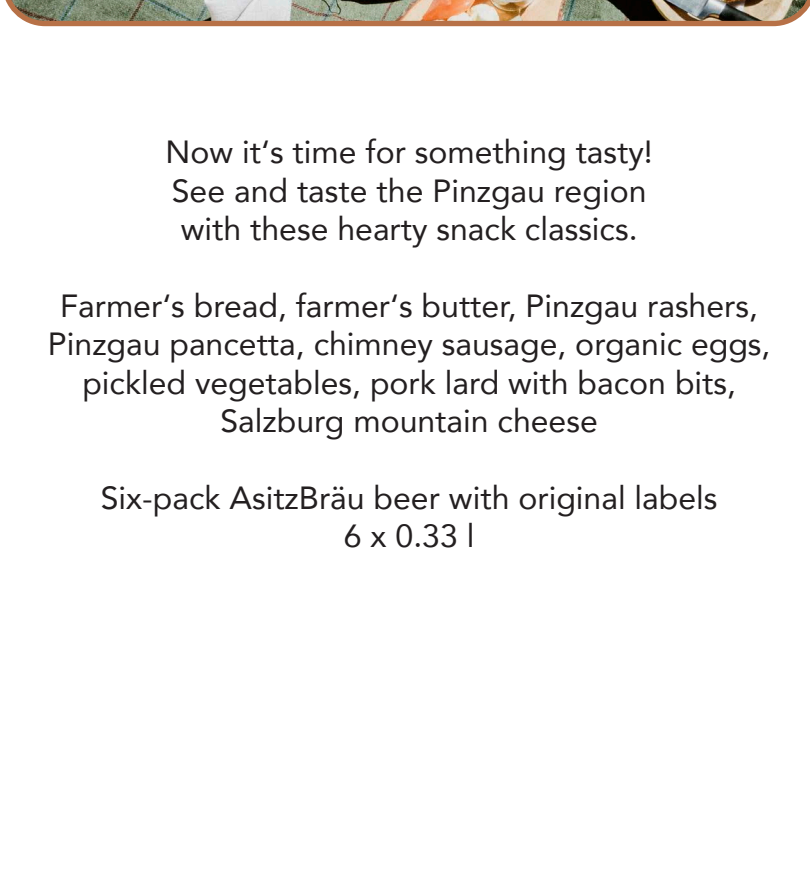 Now it‘s time for something tasty!
See and taste the Pinzgau region
with these hearty snack classics.
Farmer‘s bread, farmer‘s butter, Pinzgau rashers,
Pinzgau pancetta, chimney sausage, organic eggs,
pickled vegetables, pork lard with bacon bits,
Salzburg mountain cheese
Six-pack AsitzBräu beer with original labels
6 x 0.33 l